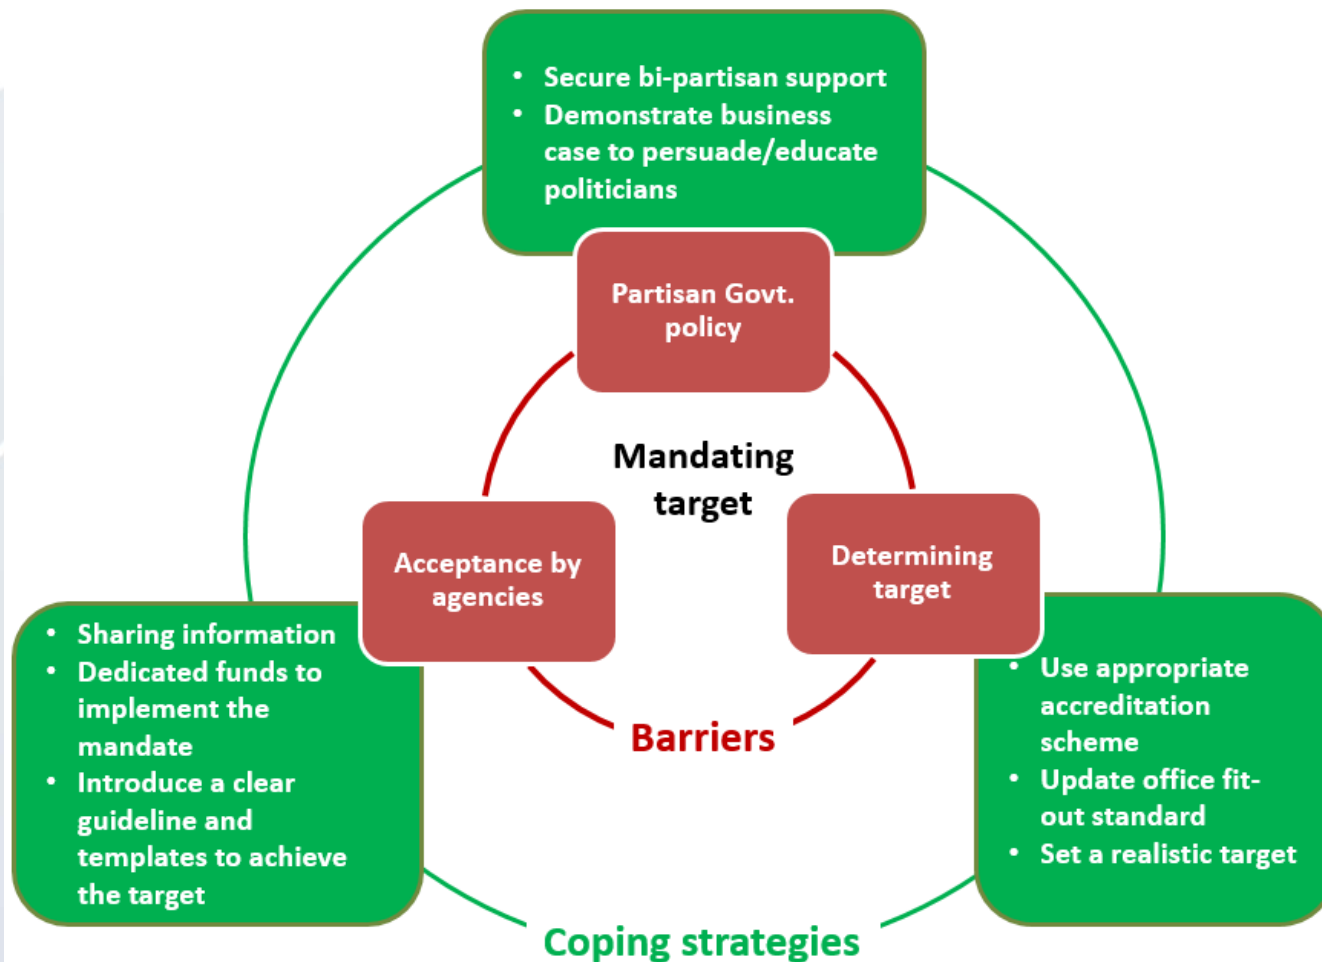 • Secure bi-partisan support
• Demonstrate business
case to persuade/educate
politicians
Partisan Govt.
policy
Mandating
target
Acceptance by
agencies
Determining
target
• Sharing information
• Dedicated funds to
implement the
mandate
• Introduce a clear
guideline and
templates to achieve
the target
• Use appropriate
accreditation
scheme
• Update office fit-
out standard
• Set a realistic target
Barriers
Coping strategies